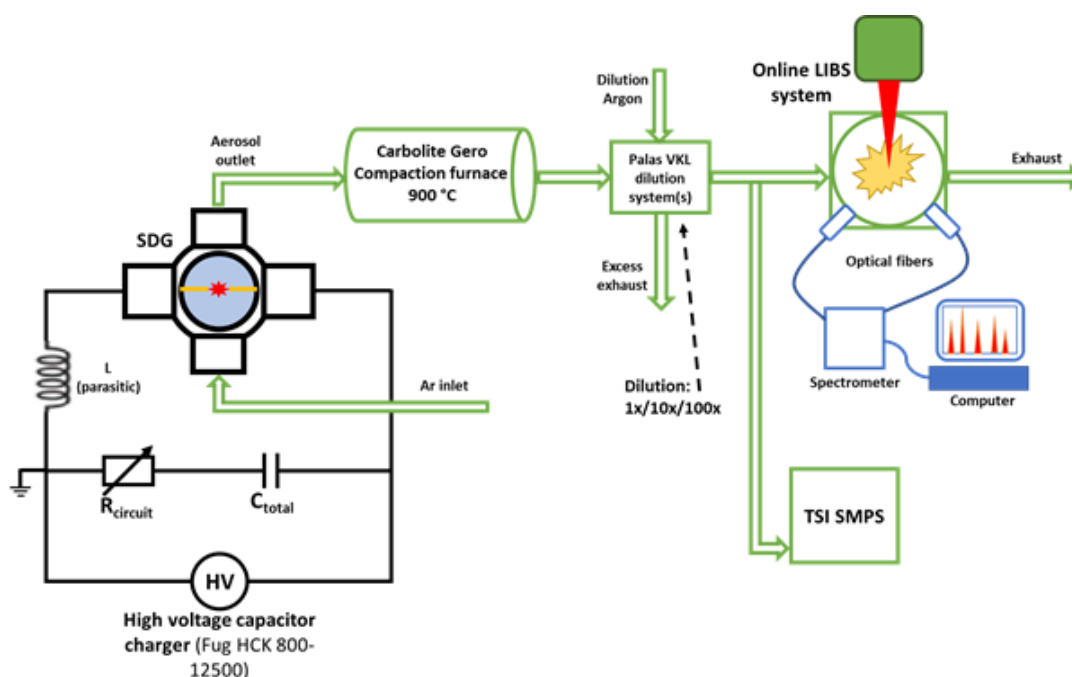 Online LIBS
system
Dilution
Argon
Aerosol
outlet
Carbolite Gero
Compaction furnace
900 °C
Palas VKL
dilution
system(s)
Exhaust
SDG
Excess
exhaust
Optical fibers
L
(parasitic)
Ar inlet
Dilution:
1x/10x/100x
Spectrometer
Computer
R circuit
C total
TSI SMPS
HV
High voltage capacitor
charger (Fug HCK 800-
12500)